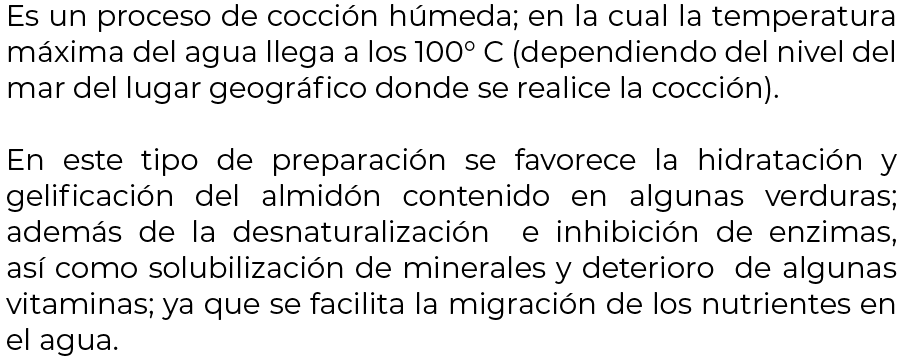 Es un proceso de cocción húmeda; en la cual la temperatura
máxima del agua llega a los 100° C (dependiendo del nivel del
mar del lugar geográfico donde se realice la cocción).
En este tipo de preparación se favorece la hidratación y
gelificación del almidón contenido en algunas verduras;
además de la desnaturalización e inhibición de enzimas,
así como solubilización de minerales y deterioro de algunas
vitaminas; ya que se facilita la migración de los nutrientes en
el agua.